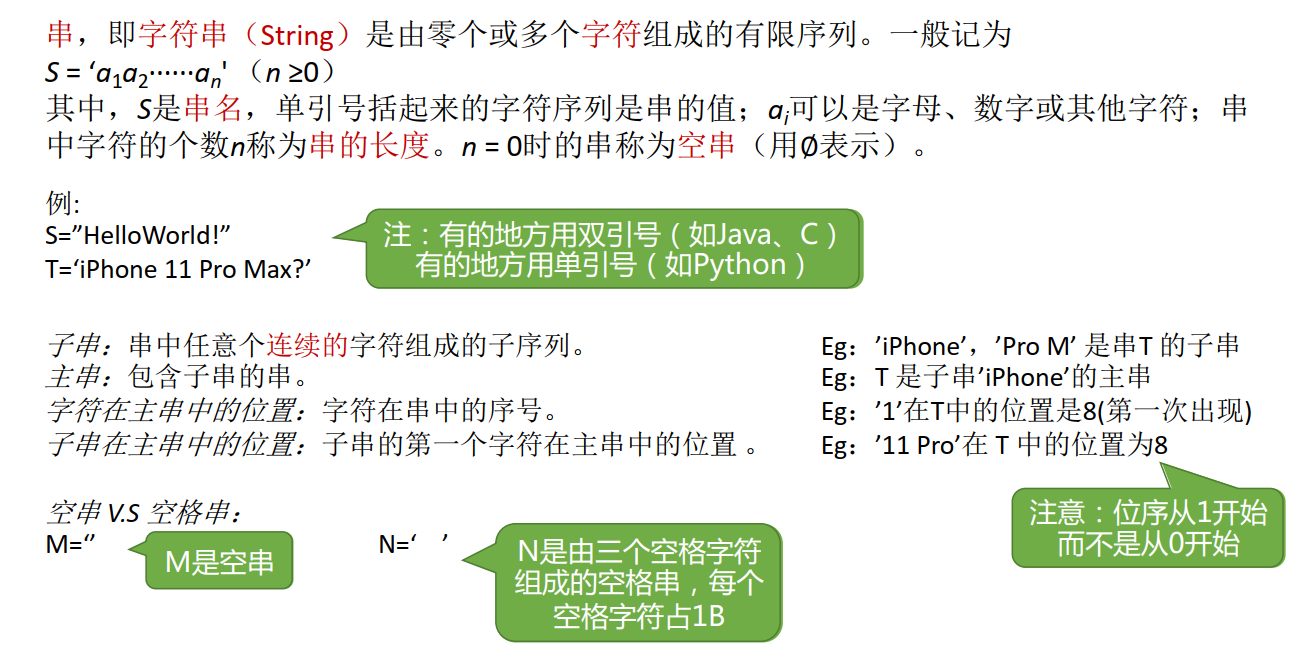 串，即字符串（String）是由零个或多个字符组成的有限序列。一般记为
S = ‘a1a2······an' （n ≥0）
其中，S是串名，单引号括起来的字符序列是串的值；ai可以是字母、数字或其他字符；串
中字符的个数n称为串的长度。n = 0时的串称为空串（用∅表示）。
例:
S=”HelloWorld!”
T=‘iPhone 11 Pro Max?’
注：有的地方用双引号（如Java、C）
有的地方用单引号（如Python）
子串：串中任意个连续的字符组成的子序列。
Eg：’iPhone’，’Pro M’ 是串T 的子串
主串：包含子串的串。
Eg：T 是子串’iPhone’的主串
字符在主串中的位置：字符在串中的序号。
Eg：’1’在T中的位置是8(第一次出现)
子串在主串中的位置：子串的第一个字符在主串中的位置 。
Eg：’11 Pro’在 T 中的位置为8
注意：位序从1开始
而不是从0开始
空串 V.S 空格串：
M=‘’
M是空串
N=‘   ’
N是由三个空格字符
组成的空格串，每个
空格字符占1B